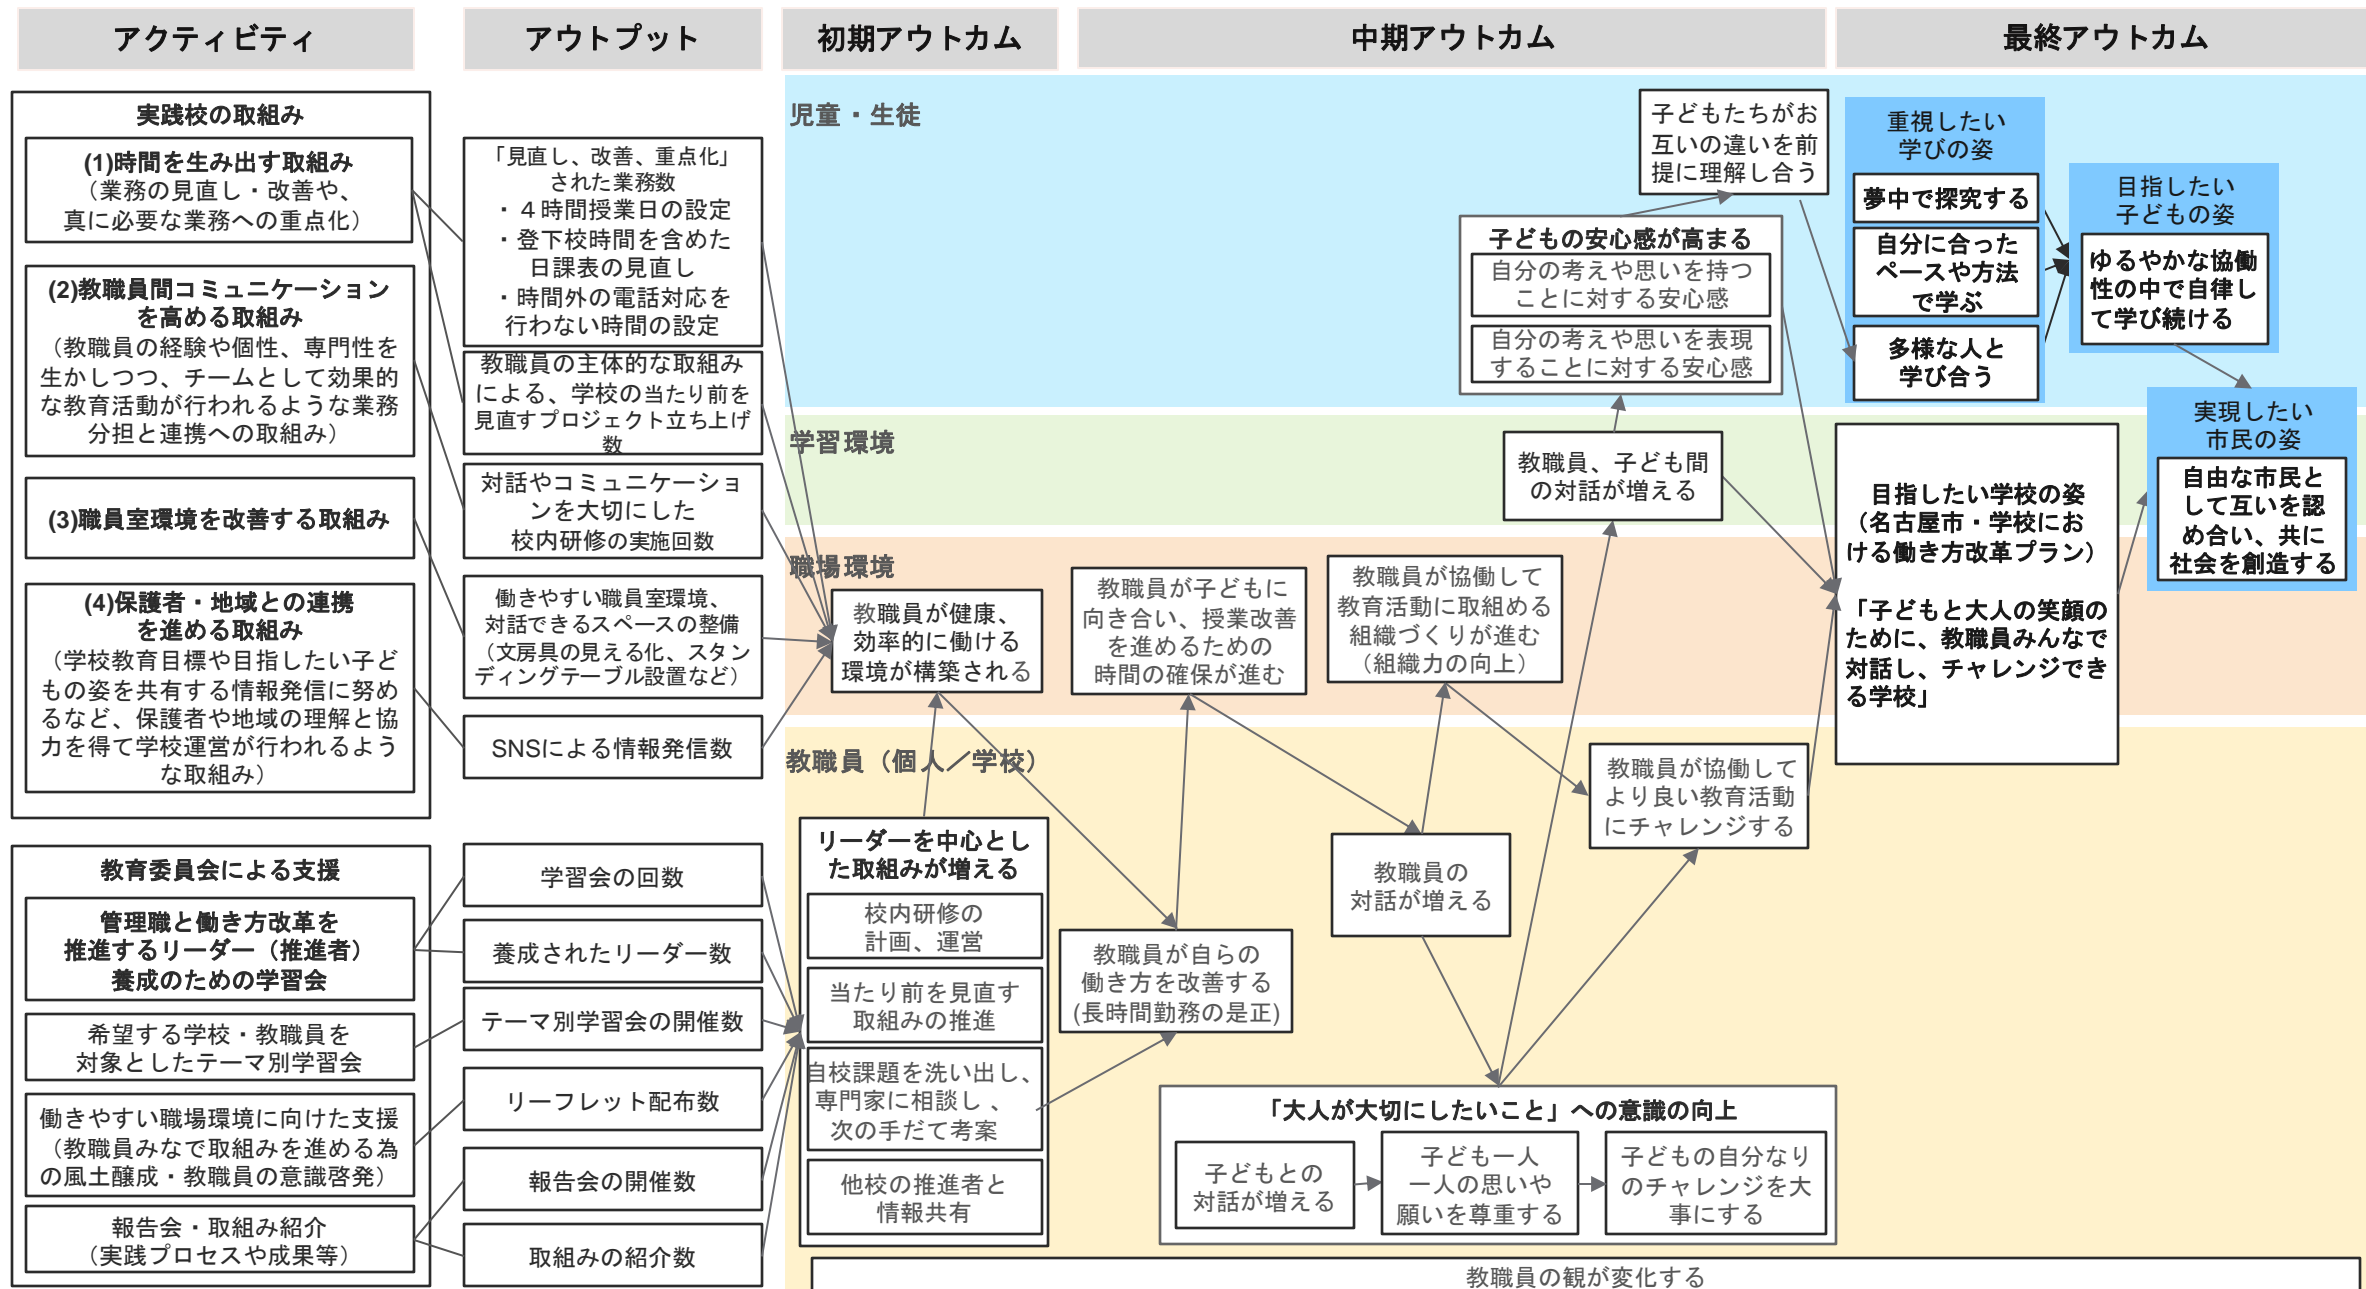 アクティビティ
アウトプット
初期アウトカム
中期アウトカム
最終アウトカム
実践校の取組み
(1)時間を生み出す取組み
（業務の見直し・改善や、
真に必要な業務への重点化）
(2)教職員間コミュニケーション
を高める取組み
（教職員の経験や個性、専門性を
生かしつつ、チームとして効果的
な教育活動が行われるような業務
分担と連携への取組み）
(3)職員室環境を改善する取組み
(4)保護者・地域との連携
を進める取組み
（学校教育目標や目指したい子ど
もの姿を共有する情報発信に努め
るなど、保護者や地域の理解と協
力を得て学校運営が行われるよう
な取組み）
教育委員会による支援
管理職と働き方改革を
推進するリーダー（推進者）
養成のための学習会
希望する学校・教職員を
対象としたテーマ別学習会
働きやすい職場環境に向けた支援
（教職員みなで取組みを進める為
の風土醸成・教職員の意識啓発）
報告会・取組み紹介
（実践プロセスや成果等）
「見直し、改善、重点化」
された業務数
・４時間授業日の設定
・登下校時間を含めた
日課表の見直し
・時間外の電話対応を
行わない時間の設定
教職員の主体的な取組み
による、学校の当たり前を
見直すプロジェクト立ち上げ
数
対話やコミュニケーショ
ンを大切にした
校内研修の実施回数
働きやすい職員室環境、
対話できるスペースの整備
（文房具の見える化、スタン
ディングテーブル設置など）
SNSによる情報発信数
学習会の回数
養成されたリーダー数
テーマ別学習会の開催数
リーフレット配布数
報告会の開催数
取組みの紹介数
児童・生徒
学習環境
職場環境
教職員（個人／学校）
教職員が健康、
効率的に働ける
環境が構築される
リーダーを中心とし
た取組みが増える
校内研修の
計画、運営
当たり前を見直す
取組みの推進
自校課題を洗い出し、
専門家に相談し、
次の手だて考案
他校の推進者と
情報共有
教職員が子どもに
向き合い、授業改善
を進めるための
時間の確保が進む
教職員が自らの
働き方を改善する
(長時間勤務の是正)
教職員が協働して
教育活動に取組める
組織づくりが進む
（組織力の向上）
教職員の
対話が増える
教職員が協働して
より良い教育活動
にチャレンジする
「大人が大切にしたいこと」への意識の向上
子どもとの
対話が増える
子ども一人
一人の思いや
願いを尊重する
子どもの自分なり
のチャレンジを大
事にする
教職員の観が変化する
教職員、子ども間
の対話が増える
子どもの安心感が高まる
自分の考えや思いを持つ
ことに対する安心感
自分の考えや思いを表現
することに対する安心感
子どもたちがお
互いの違いを前
提に理解し合う
重視したい
学びの姿
夢中で探究する
自分に合った
ペースや方法
で学ぶ
多様な人と
学び合う
目指したい
子どもの姿
ゆるやかな協働
性の中で自律し
て学び続ける
実現したい
市民の姿
自由な市民と
して互いを認
め合い、共に
社会を創造する
目指したい学校の姿
（名古屋市・学校にお
ける働き方改革プラン）
「子どもと大人の笑顔の
ために、教職員みんなで
対話し、チャレンジでき
る学校」